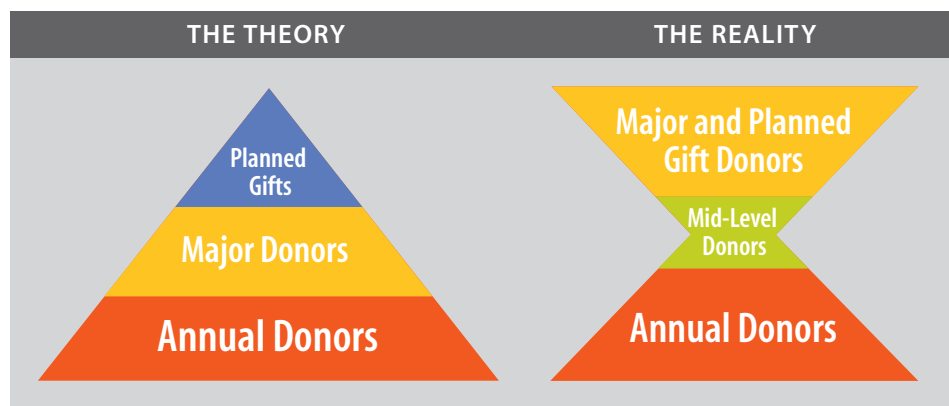 THE THEORY
THE REALITY
Planned
Gifts
Major Donors
Annual Donors
Major and Planned
Gift Donors
Mid-Level
Donors
Annual Donors